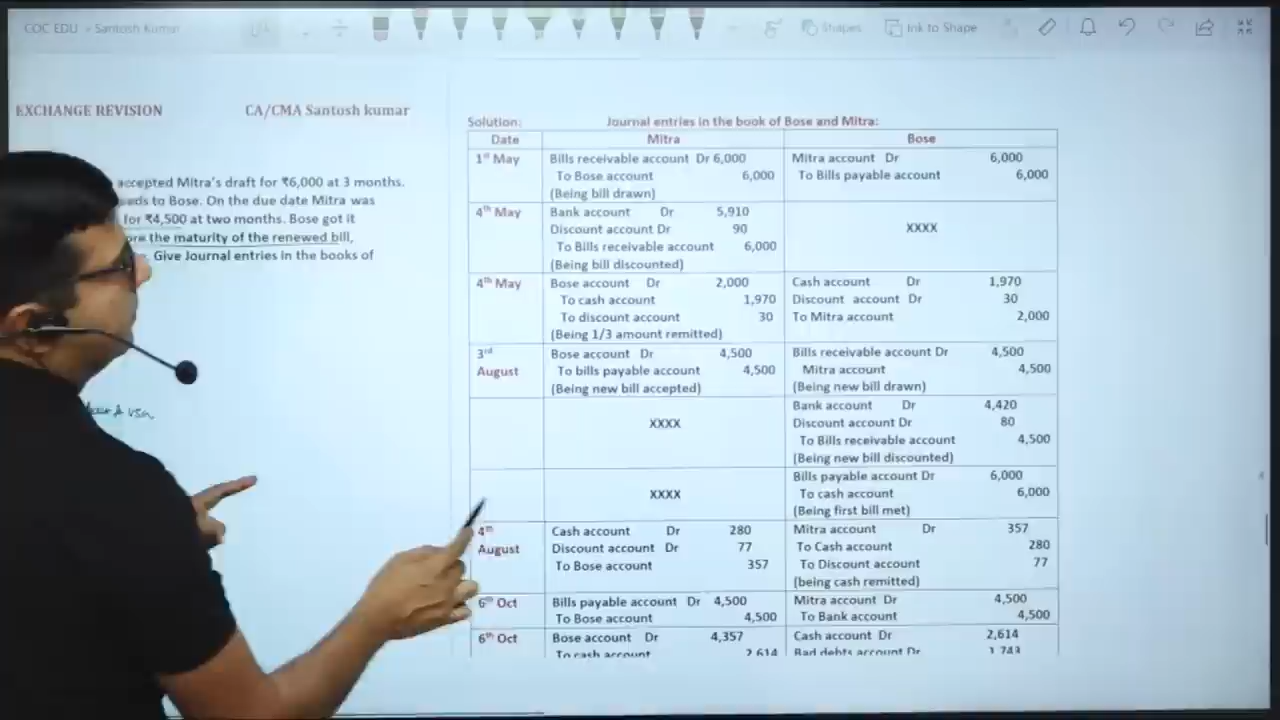 COC EDU - Santosh Kumar
Shapes
Ink to Shape
EXCHANGE REVISION CA/CMA Santosh kumar
accepted Mitra's draft for ₹6,000 at 3 months.
to Bose. On the due date Mitra was
for ₹4,500 at two months. Bose got it
the maturity of the renewed bill,
Give Journal entries in the books of
Solution: Journal entries in the book of Bose and Mitra:
Date Mitra Bose
1st May Bills receivable account Dr 6,000 Mitra account Dr 6,000
To Bose account 6,000 To Bills payable account 6,000
(Being bill drawn)
4th May Bank account Dr 5,910
Discount account Dr 90 XXXX
To Bills receivable account 6,000
(Being bill discounted)
4th May Bose account Dr 2,000 Cash account Dr 1,970
To cash account 1,970 Discount account Dr 30
To discount account 30 To Mitra account 2,000
(Being 1/3 amount remitted)
3rd Bose account Dr 4,500 Bills receivable account Dr 4,500
August To bills payable account 4,500 Mitra account 4,500
(Being new bill accepted) (Being new bill drawn)
Bank account Dr 4,420
XXXX Discount account Dr 80
To Bills receivable account 4,500
(Being new bill discounted)
Bills payable account Dr 6,000
XXXX To cash account 6,000
(Being first bill met)
4th Cash account Dr 280 Mitra account Dr 357
August Discount account Dr 77 To Cash account 280
To Bose account 357 To Discount account 77
(being cash remitted)
6th Oct Bills payable account Dr 4,500 Mitra account Dr 4,500
To Bose account 4,500 To Bank account 4,500
6th Oct Bose account Dr 4,357 Cash account Dr 2,614
To cash account 2,614 Bad debts account Dr 1,743